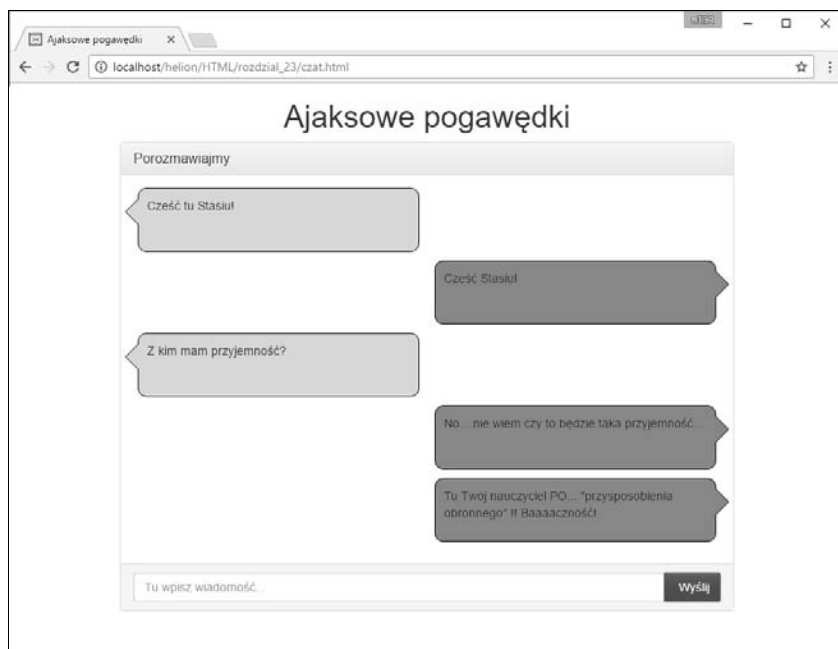 Ajaksowe pogawędki
localhost/helion/HTML/rozdzial_23/czat.html
Ajaksowe pogawędki
Porozmawiajmy
Cześć tu Stasiu!
Cześć Stasiu!
Z kim mam przyjemność?
No... nie wiem czy to będzie taka przyjemność...
Tu Twój nauczyciel PO... "przysposobienia
obronnego" !! Baaaaczność!
Tu wpisz wiadomość...
Wyślij